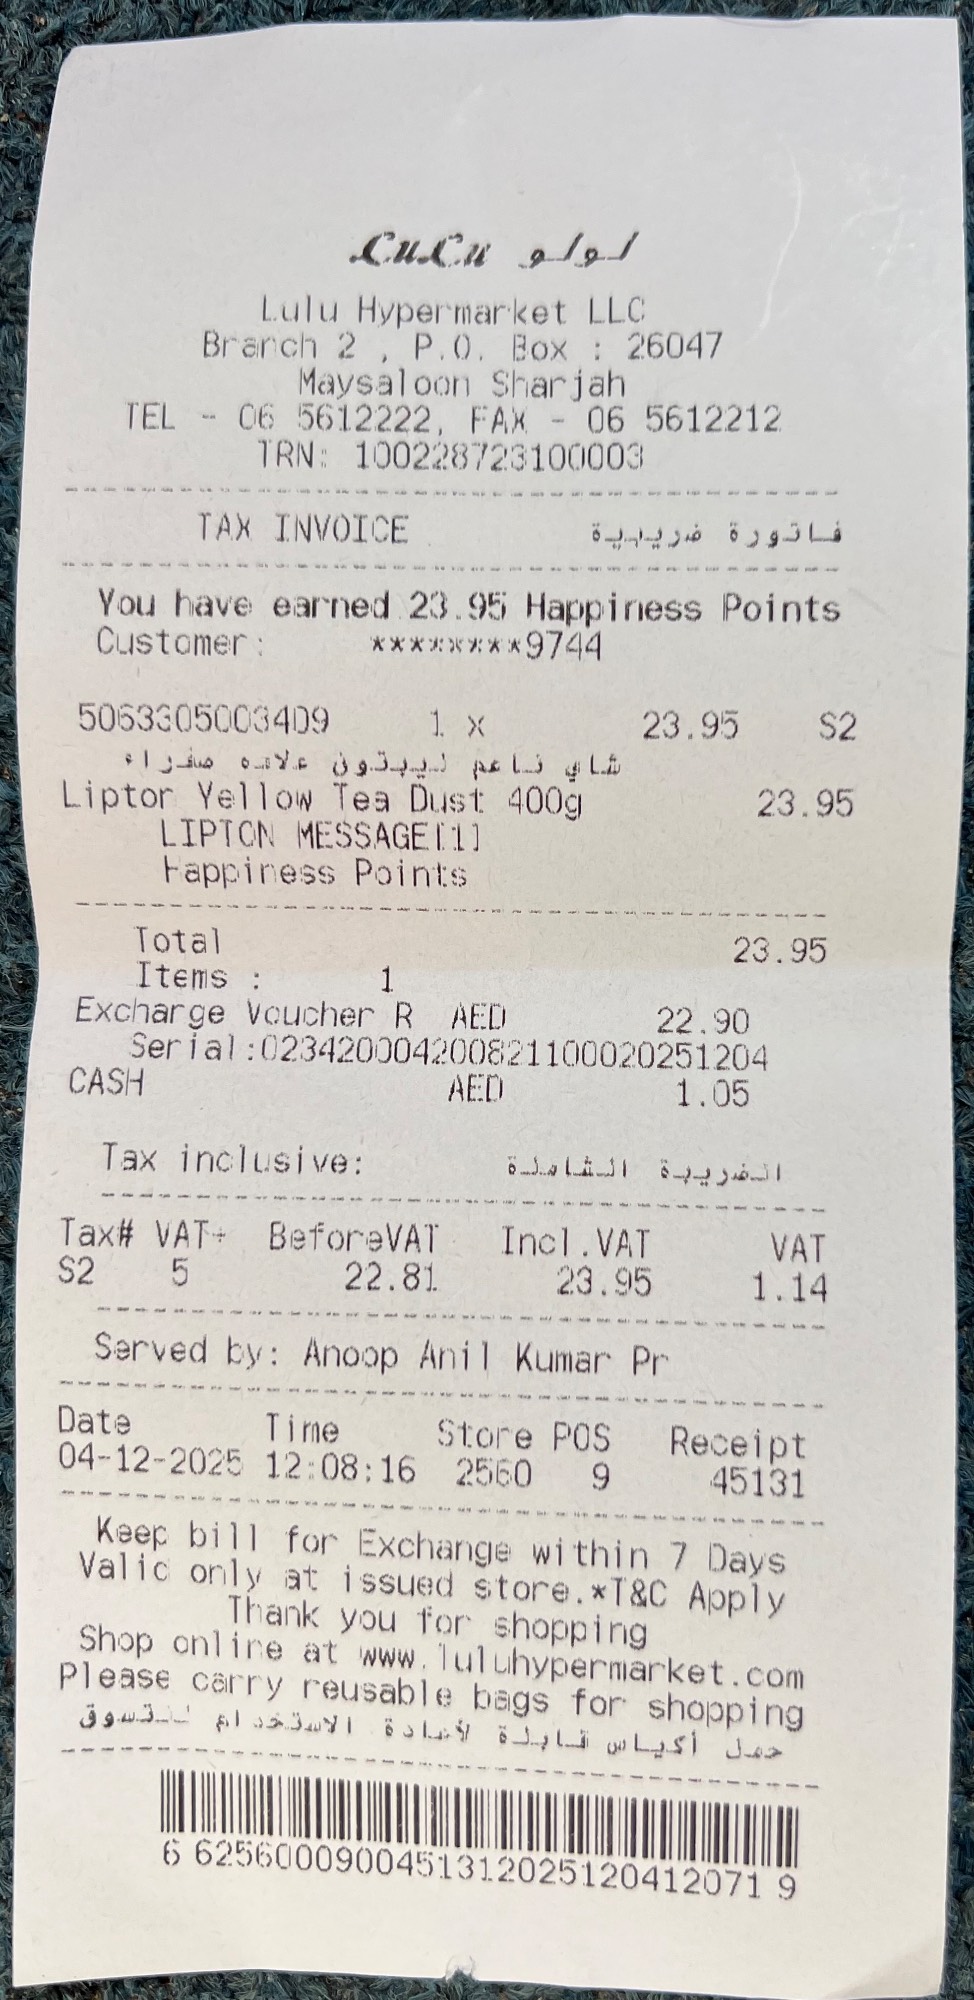 LuLu لولو
Lulu Hypermarket LLC
Branch 2 , P.O. Box : 26047
Maysaloon Sharjah
TEL - 06 5612222, FAX - 06 5612212
TRN: 100228723100003
TAX INVOICE فاتورة ضريبية
You have earned 23.95 Happiness Points
Customer: ********9744
5063305003409 1 x 23.95 S2
شاي ناعم ليبتون علامه صفراء
Lipton Yellow Tea Dust 400g 23.95
LIPTON MESSAGE[1]
Happiness Points
Total 23.95
Items : 1
Exchange Voucher R AED 22.90
Serial:023420004200821100020251204
CASH AED 1.05
Tax inclusive: الضريبة الشاملة
Tax# VAT÷ BeforeVAT Incl.VAT VAT
S2 5 22.81 23.95 1.14
Served by: Anoop Anil Kumar Pr
Date Time Store POS Receipt
04-12-2025 12:08:16 2560 9 45131
Keep bill for Exchange within 7 Days
Valid only at issued store.*T&C Apply
Thank you for shopping
Shop online at www.luluhypermarket.com
Please carry reusable bags for shopping
حمل أكياس قابلة لأعادة الاستخدام للتسوق
6 6256000900451312025120412071 9